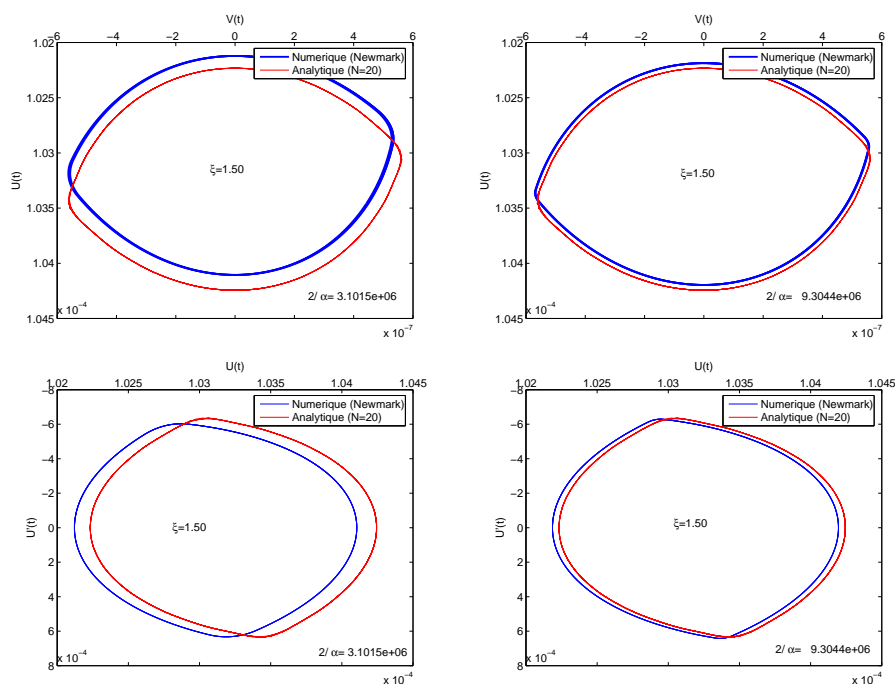 V(t)
−6 −4 −2 0 2 4 6
1.02
1.025
1.03
1.035
1.04
1.045
U(t)
Numerique (Newmark)
Analytique (N=20)
ξ=1.50
2/ α= 3.1015e+06
x 10⁻⁴
x 10⁻⁷
V(t)
−6 −4 −2 0 2 4 6
1.02
1.025
1.03
1.035
1.04
1.045
U(t)
Numerique (Newmark)
Analytique (N=20)
ξ=1.50
2/ α= 9.3044e+06
x 10⁻⁴
x 10⁻⁷
U(t)
1.02 1.025 1.03 1.035 1.04 1.045
−8
−6
−4
−2
0
2
4
6
8
U'(t)
Numerique (Newmark)
Analytique (N=20)
ξ=1.50
2/ α= 3.1015e+06
x 10⁻⁴
x 10⁻⁴
U(t)
1.02 1.025 1.03 1.035 1.04 1.045
−8
−6
−4
−2
0
2
4
6
8
U'(t)
Numerique (Newmark)
Analytique (N=20)
ξ=1.50
2/ α= 9.3044e+06
x 10⁻⁴
x 10⁻⁴